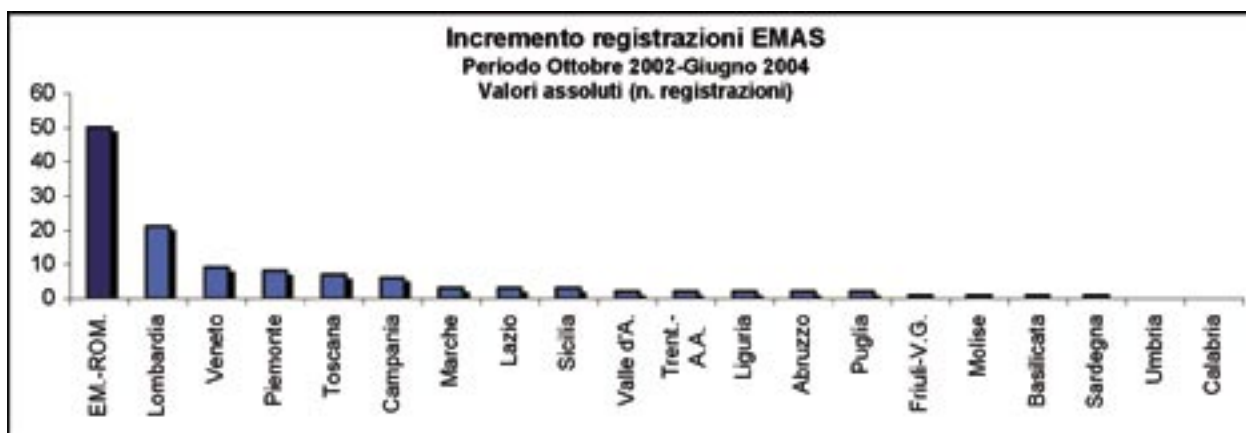 Incremento registrazioni EMAS
Periodo Ottobre 2002-Giugno 2004
Valori assoluti (n. registrazioni)
60
50
40
30
20
10
0
EM.-ROM.
Lombardia
Veneto
Piemonte
Toscana
Campania
Marche
Lazio
Sicilia
Valle d'A.
Trent.-
A.A.
Liguria
Abruzzo
Puglia
Friuli-V.G.
Molise
Basilicata
Sardegna
Umbria
Calabria